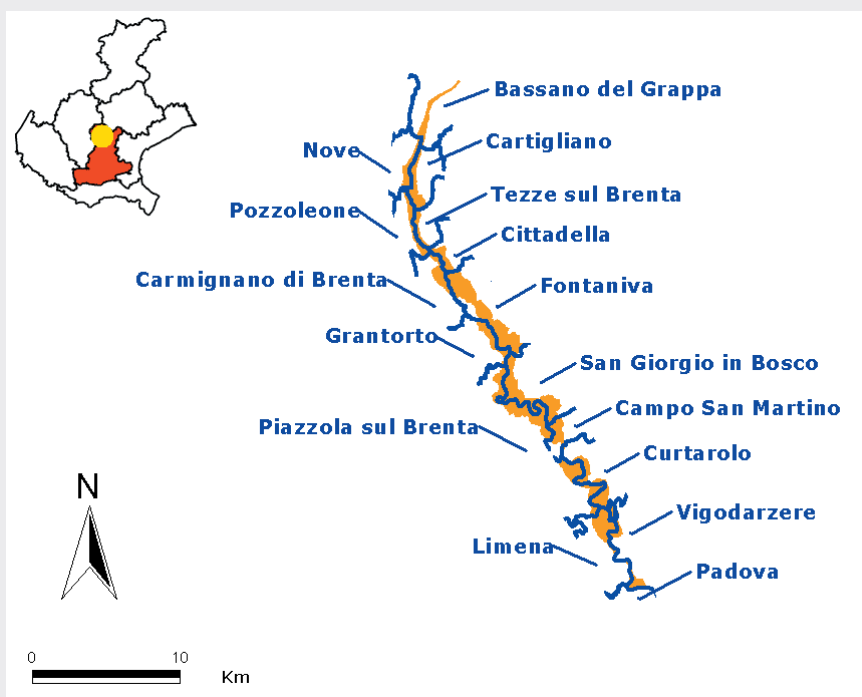 Bassano del Grappa
Cartigliano
Nove
Tezze sul Brenta
Pozzoleone
Cittadella
Carmignano di Brenta
Fontaniva
Grantorto
San Giorgio in Bosco
Campo San Martino
Piazzola sul Brenta
Curtarolo
N
Vigodarzere
Limena
Padova
0 10
Km